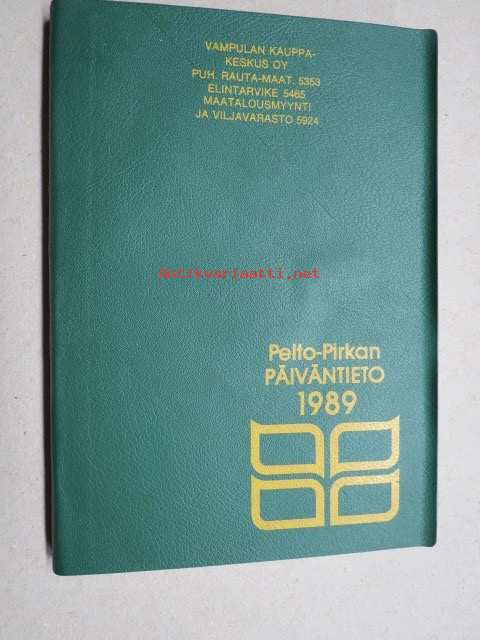 VAMPULAN KAUPPA-
KESKUS OY
PUH. RAUTA-MAAT. 5353
ELINTARVIKE 5465
MAATALOUSMYYNTI
JA VILJAVARASTO 5924
Antikvariaatti.net
Pelto-Pirkan
PÄIVÄNTIETO
1989